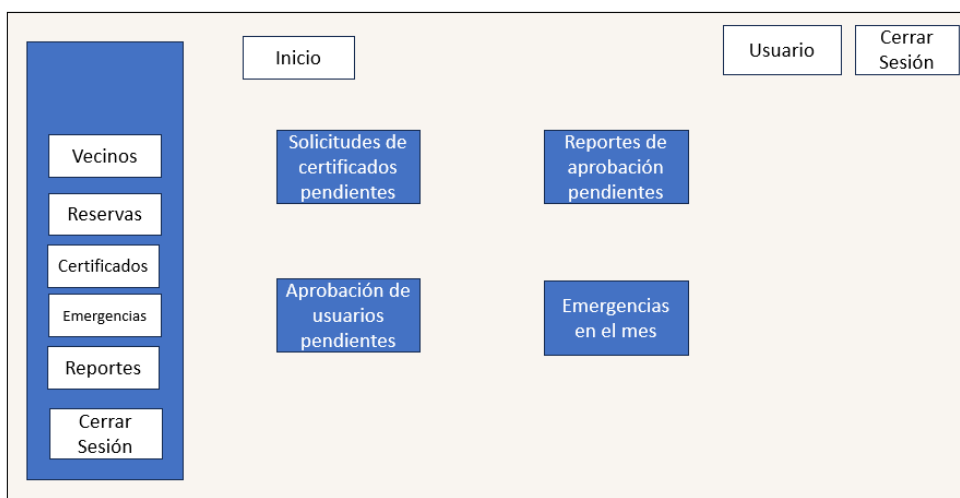 Inicio
Usuario
Cerrar
Sesión
Vecinos
Reservas
Certificados
Emergencias
Reportes
Cerrar
Sesión
Solicitudes de
certificados
pendientes
Reportes de
aprobación
pendientes
Aprobación de
usuarios
pendientes
Emergencias
en el mes